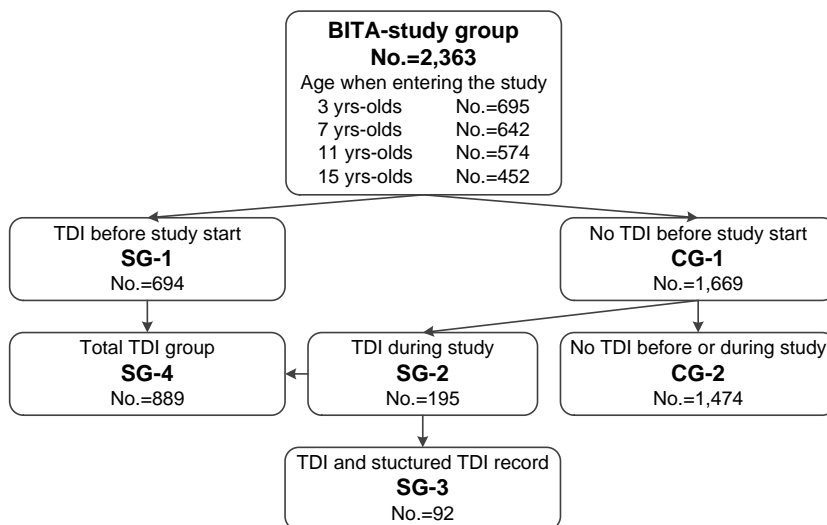 BITA-study group
No.=2,363
Age when entering the study
3 yrs-olds No.=695
7 yrs-olds No.=642
11 yrs-olds No.=574
15 yrs-olds No.=452
TDI before study start
SG-1
No.=694
No TDI before study start
CG-1
No.=1,669
Total TDI group
SG-4
No.=889
TDI during study
SG-2
No.=195
No TDI before or during study
CG-2
No.=1,474
TDI and stuctured TDI record
SG-3
No.=92